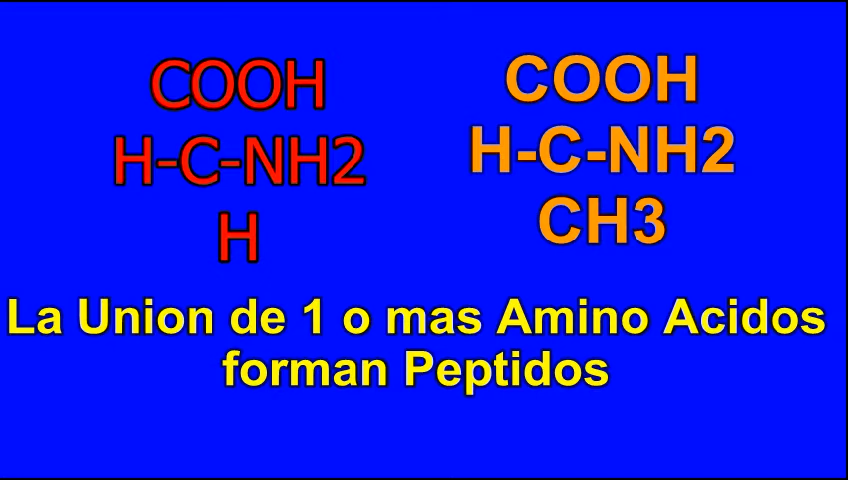 COOH
H-C-NH2
H
COOH
H-C-NH2
CH3
La Union de 1 o mas Amino Acidos
forman Peptidos